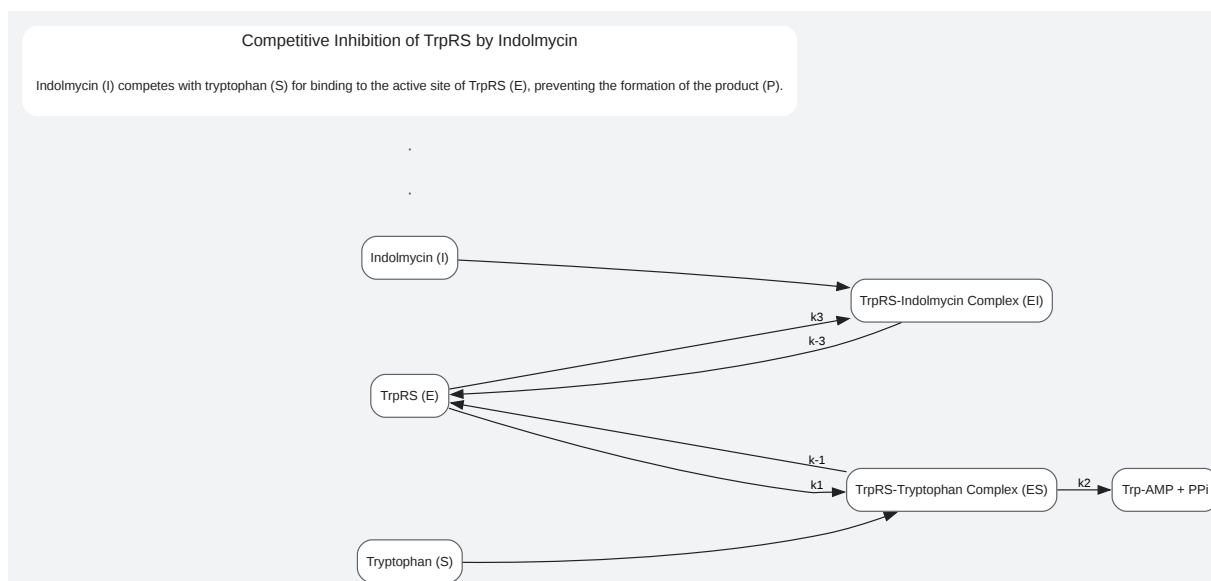 Competitive Inhibition of TrpRS by Indolmycin
Indolmycin (I) competes with tryptophan (S) for binding to the active site of TrpRS (E), preventing the formation of the product (P).
.
.
Indolmycin (I)
TrpRS-Indolmycin Complex (EI)
k3
k-3
TrpRS (E)
k-1
k1
TrpRS-Tryptophan Complex (ES)
k2
Trp-AMP + PPi
Tryptophan (S)